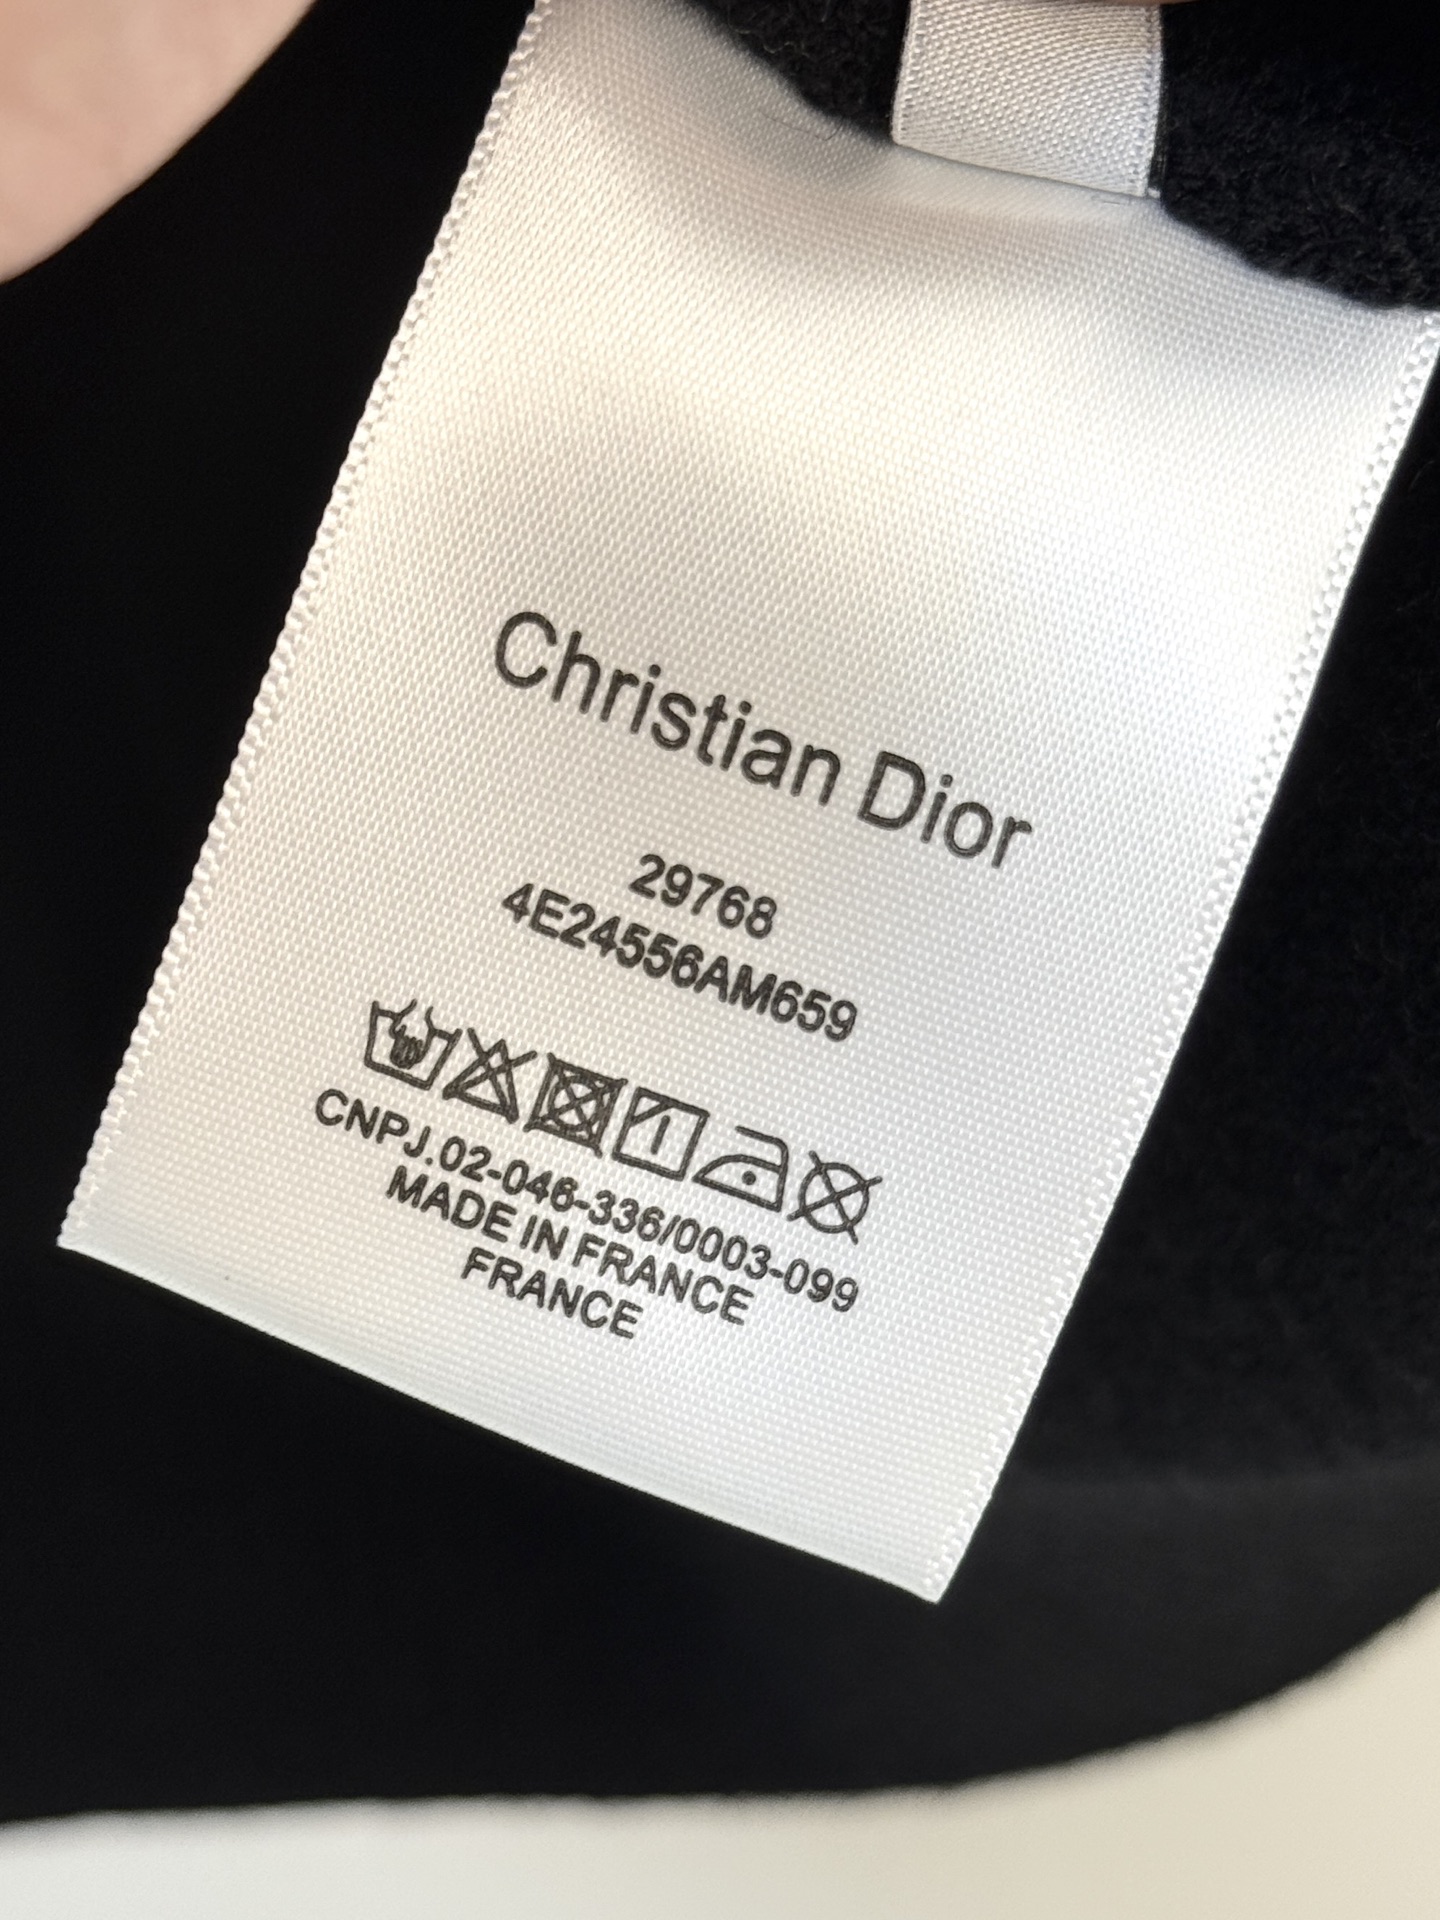 Christian Dior
29768
4E24556AM659
CNPJ.02-046-336/0003-099
MADE IN FRANCE
FRANCE